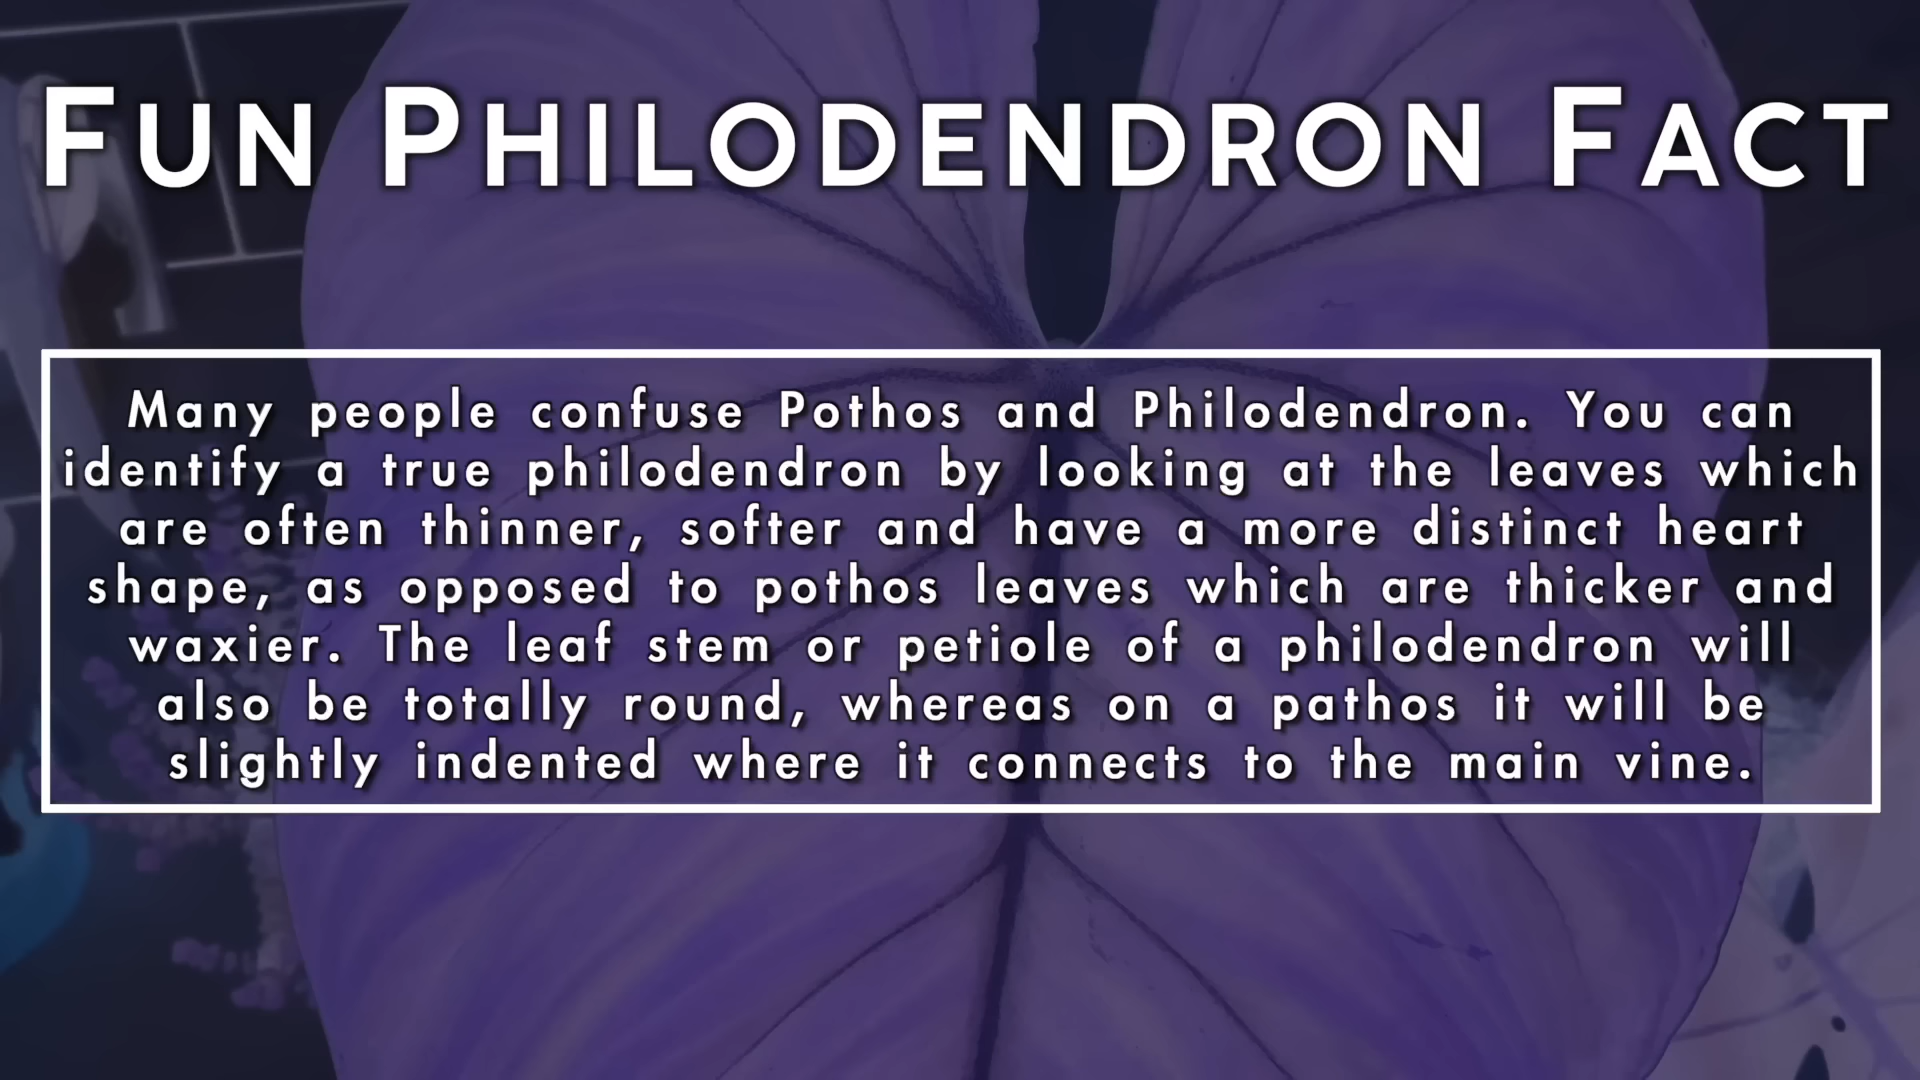 Fun Philodendron Fact
Many people confuse Pothos and Philodendron. You can
identify a true philodendron by looking at the leaves which
are often thinner, softer and have a more distinct heart
shape, as opposed to pothos leaves which are thicker and
waxier. The leaf stem or petiole of a philodendron will
also be totally round, whereas on a pathos it will be
slightly indented where it connects to the main vine.